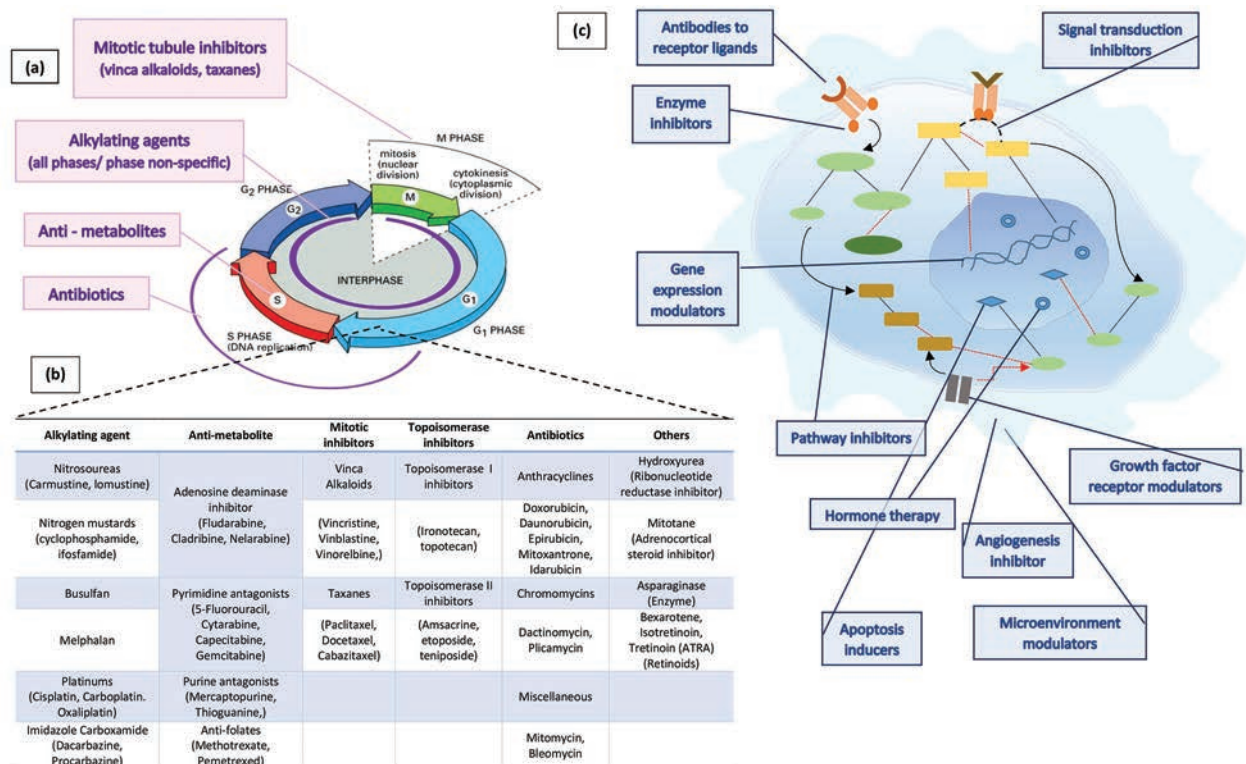 (a)
Mitotic tubule inhibitors
(vinca alkaloids, taxanes)
Alkylating agents
(all phases/ phase non-specific)
Anti - metabolites
Antibiotics
M PHASE
mitosis
(nuclear
division)
cytokinesis
(cytoplasmic
division)
G2 PHASE
G2
M
INTERPHASE
S
G1
S PHASE
(DNA replication)
G1 PHASE
(b)
Alkylating agent
Anti-metabolite
Mitotic
inhibitors
Topoisomerase
inhibitors
Antibiotics
Others
Nitrosoureas
(Carmustine, lomustine)
Adenosine deaminase
inhibitor
(Fludarabine,
Cladribine, Nelarabine)
Vinca
Alkaloids
Topoisomerase I
inhibitors
Anthracyclines
Hydroxyurea
(Ribonucleotide
reductase inhibitor)
Nitrogen mustards
(cyclophosphamide,
ifosfamide)
(Vincristine,
Vinblastine,
Vinorelbine,)
(Ironotecan,
topotecan)
Doxorubicin,
Daunorubicin,
Epirubicin,
Mitoxantrone,
Idarubicin
Mitotane
(Adrenocortical
steroid inhibitor)
Busulfan
Pyrimidine antagonists
(5-Fluorouracil,
Cytarabine,
Capecitabine,
Gemcitabine)
Taxanes
Topoisomerase II
inhibitors
Chromomycins
Asparaginase
(Enzyme)
Melphalan
(Paclitaxel,
Docetaxel,
Cabazitaxel)
(Amsacrine,
etoposide,
teniposide)
Dactinomycin,
Plicamycin
Bexarotene,
Isotretinoin,
Tretinoin (ATRA)
(Retinoids)
Platinums
(Cisplatin, Carboplatin.
Oxaliplatin)
Purine antagonists
(Mercaptopurine,
Thioguanine,)
Miscellaneous
Imidazole Carboxamide
(Dacarbazine,
Procarbazine)
Anti-folates
(Methotrexate,
Pemetrexed)
Mitomycin,
Bleomycin
(c)
Antibodies to
receptor ligands
Signal transduction
inhibitors
Enzyme
inhibitors
Gene
expression
modulators
Pathway inhibitors
Growth factor
receptor modulators
Hormone therapy
Angiogenesis
inhibitor
Apoptosis
inducers
Microenvironment
modulators